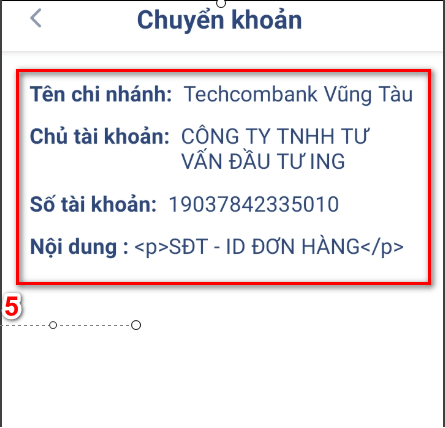 Chuyển khoản
Tên chi nhánh: Techcombank Vũng Tàu
Chủ tài khoản: CÔNG TY TNHH TƯ
VẤN ĐẦU TƯ ING
Số tài khoản: 19037842335010
Nội dung : <p>SĐT - ID ĐƠN HÀNG</p>
5